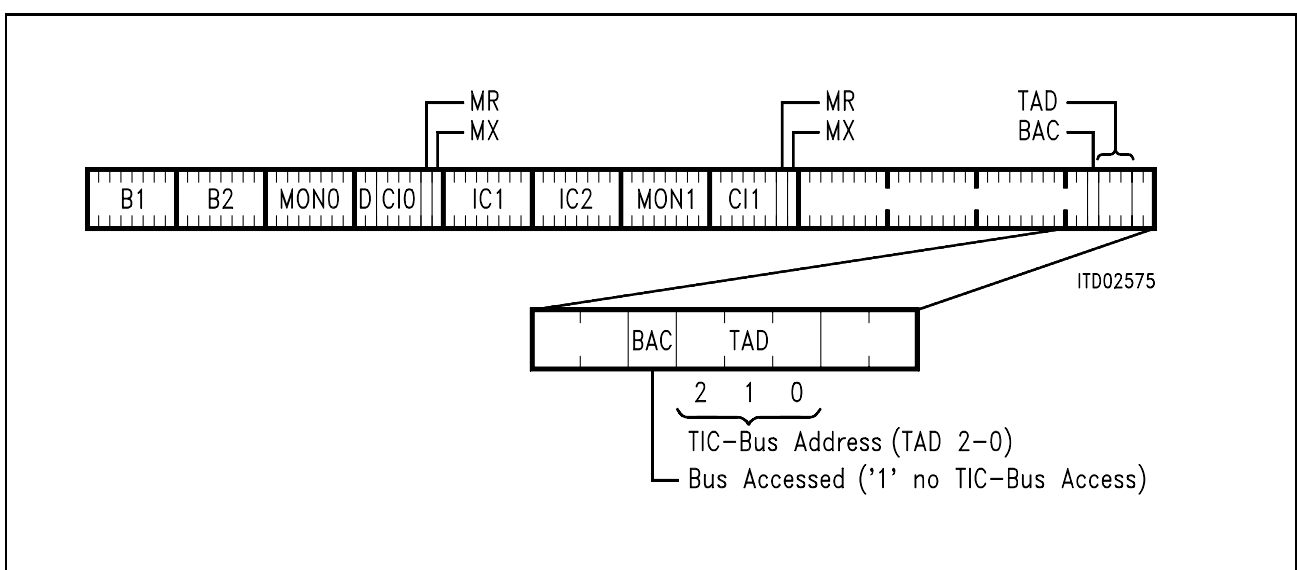 MR MR TAD
MX MX BAC
B1 B2 MON0 D CI0 IC1 IC2 MON1 CI1
ITD02575
BAC TAD
2 1 0
TIC-Bus Address (TAD 2-0)
Bus Accessed ('1' no TIC-Bus Access)